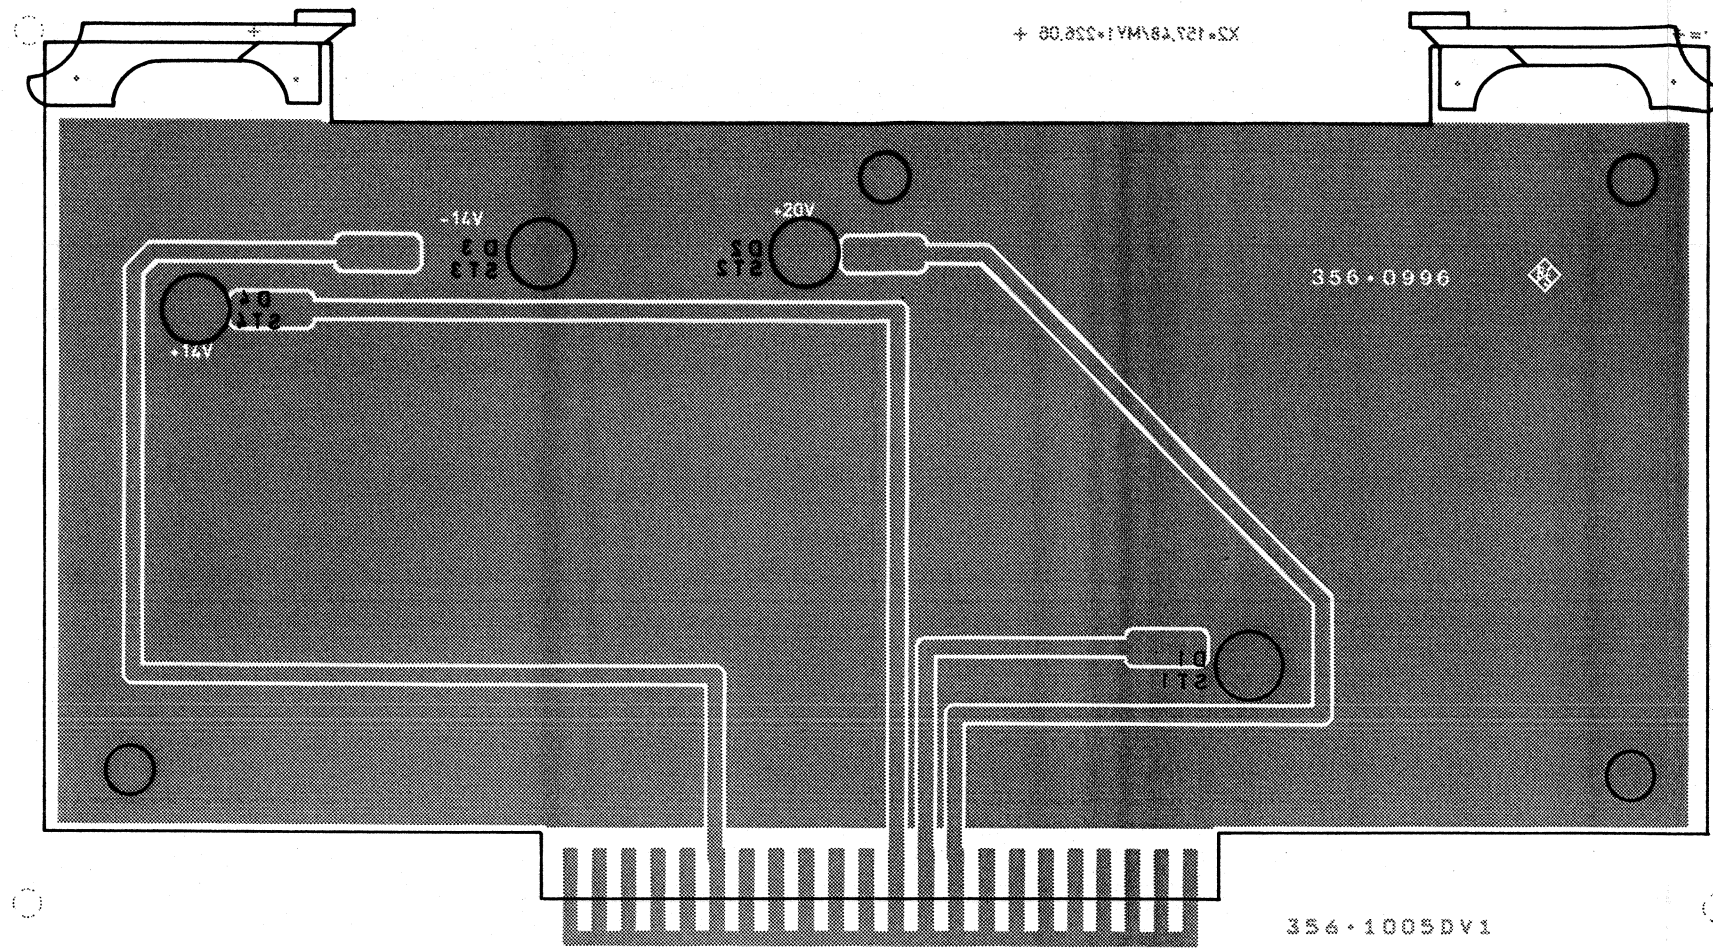 X2=157,48/MY1=226,06 +
-14V
+20V
D3
ST3
D2
ST2
356·0996
D4
ST4
+14V
D1
ST1
356·1005DV1